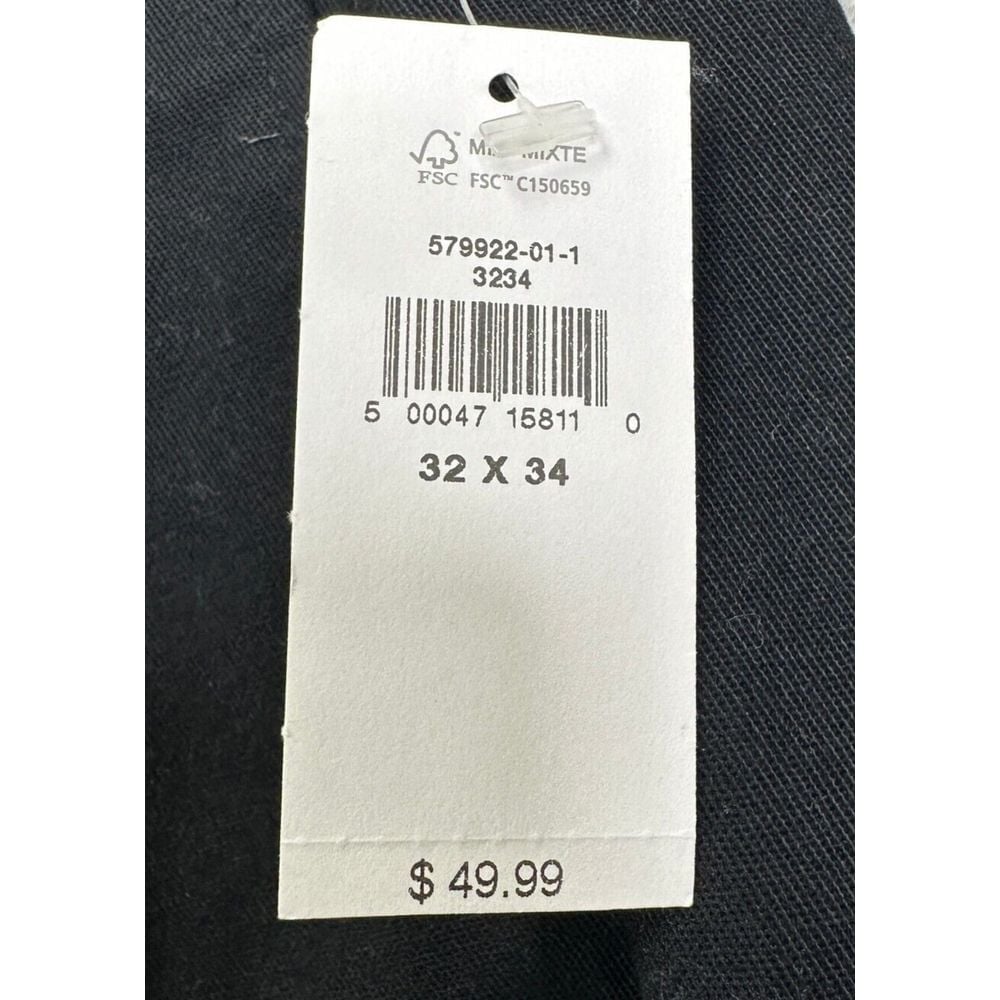 MIXTE
FSC FSC™ C150659
579922-01-1
3234
5 00047 15811 0
32 X 34
$ 49.99